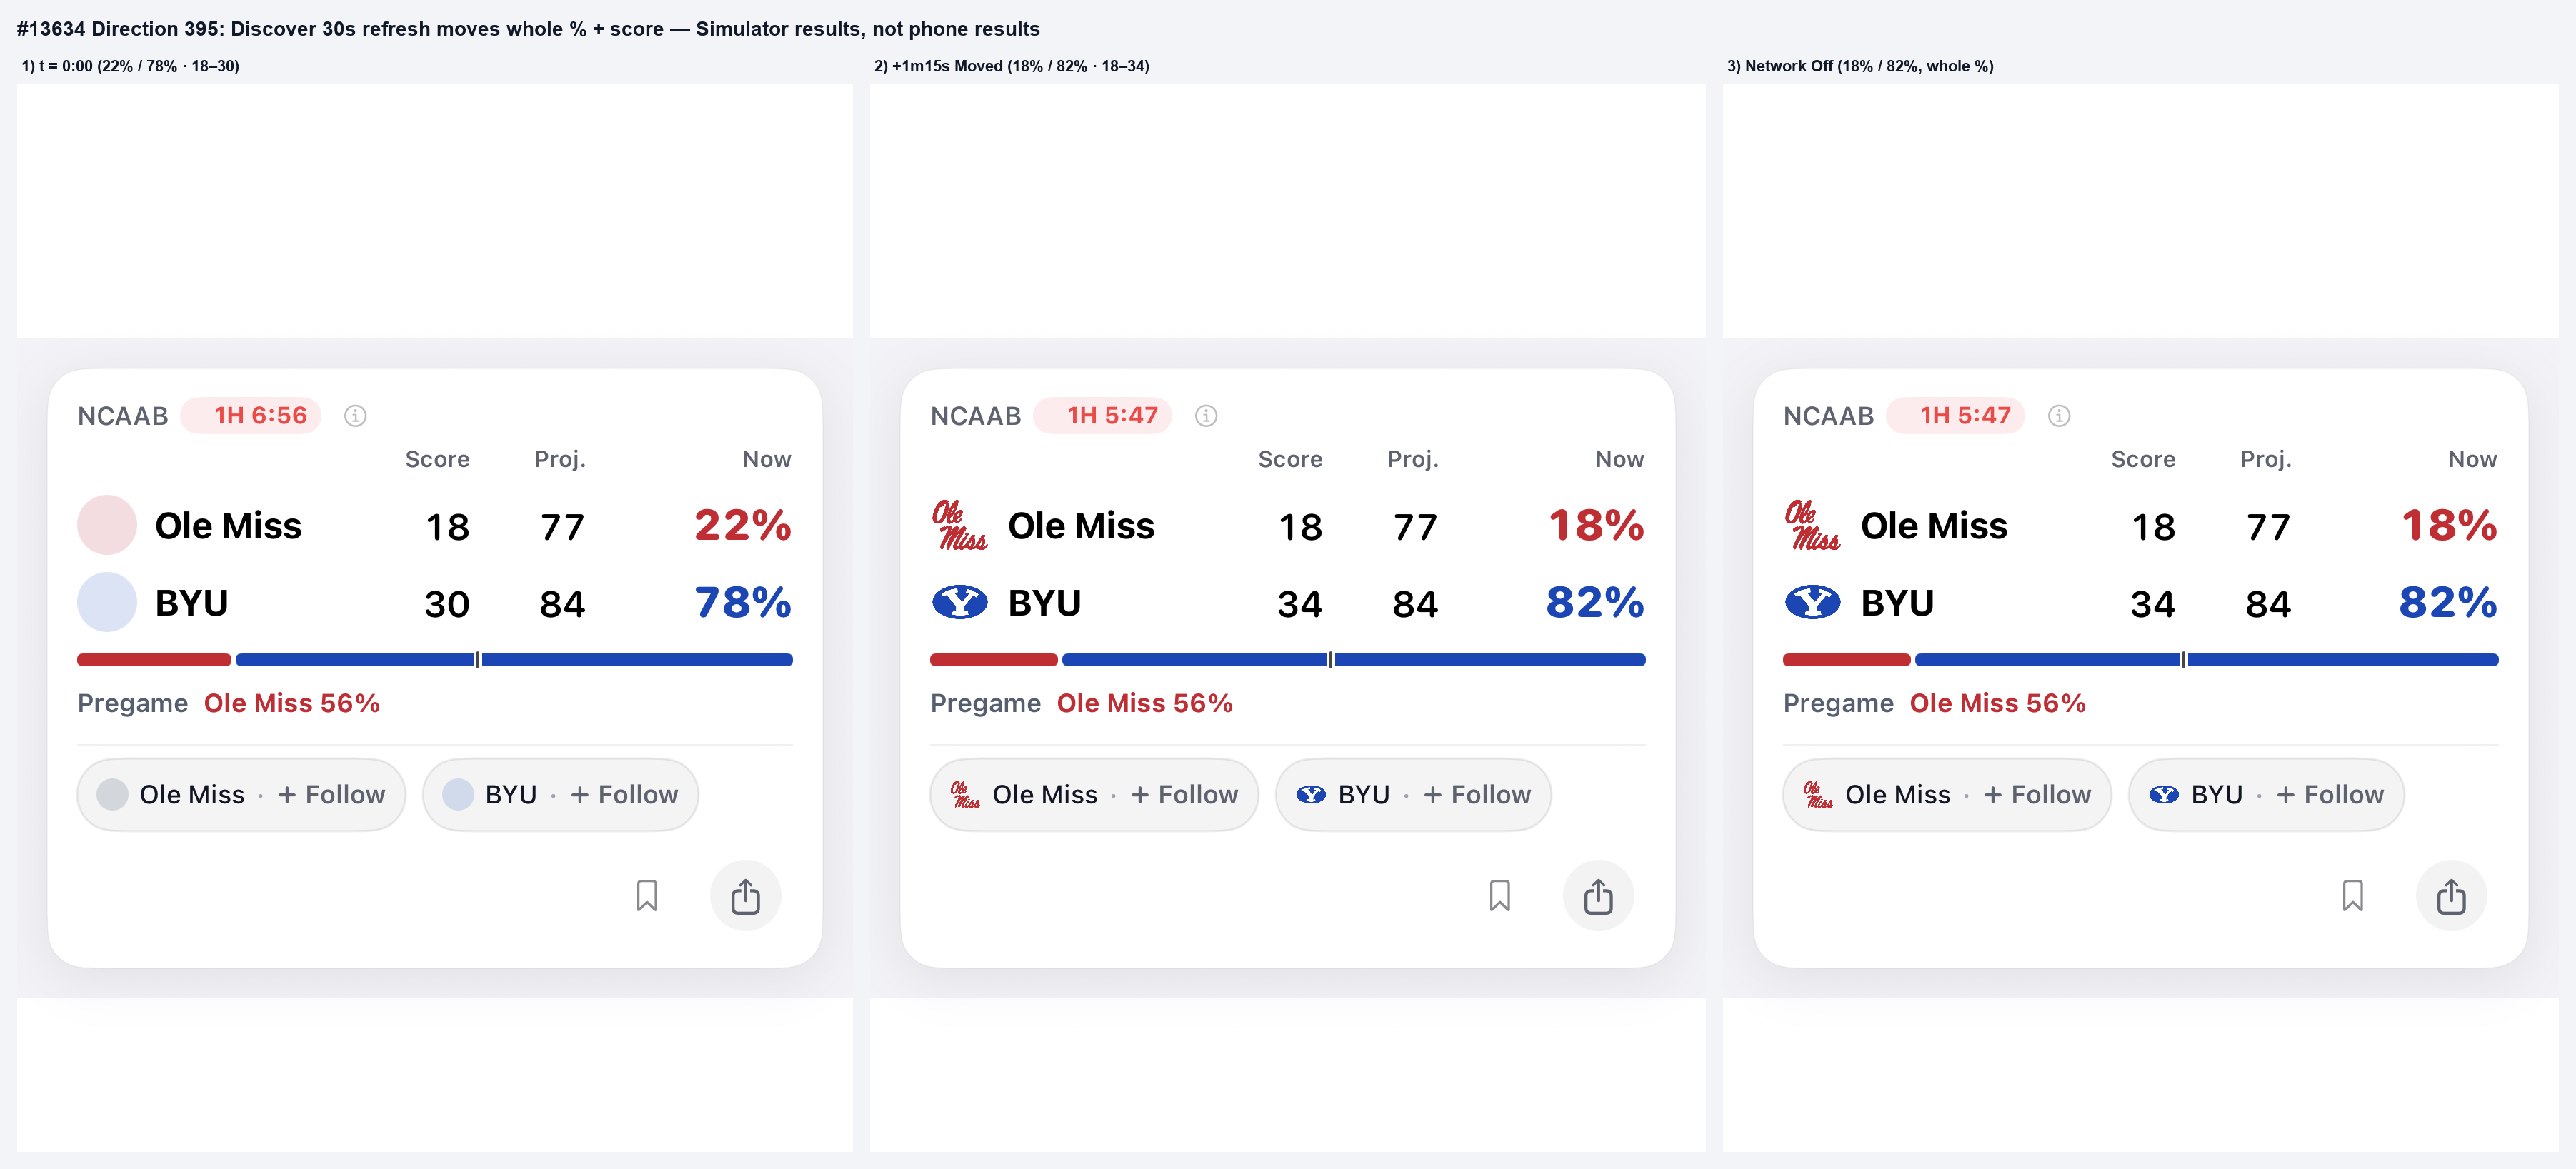 #13634 Direction 395: Discover 30s refresh moves whole % + score — Simulator results, not phone results
1) t = 0:00 (22% / 78% · 18–30)
NCAAB 1H 6:56
Score Proj. Now
Ole Miss 18 77 22%
BYU 30 84 78%
Pregame Ole Miss 56%
Ole Miss · + Follow BYU · + Follow
2) +1m15s Moved (18% / 82% · 18–34)
NCAAB 1H 5:47
Score Proj. Now
Ole Miss Ole Miss 18 77 18%
Y BYU 34 84 82%
Pregame Ole Miss 56%
Ole Miss Ole Miss · + Follow Y BYU · + Follow
3) Network Off (18% / 82%, whole %)
NCAAB 1H 5:47
Score Proj. Now
Ole Miss Ole Miss 18 77 18%
Y BYU 34 84 82%
Pregame Ole Miss 56%
Ole Miss Ole Miss · + Follow Y BYU · + Follow